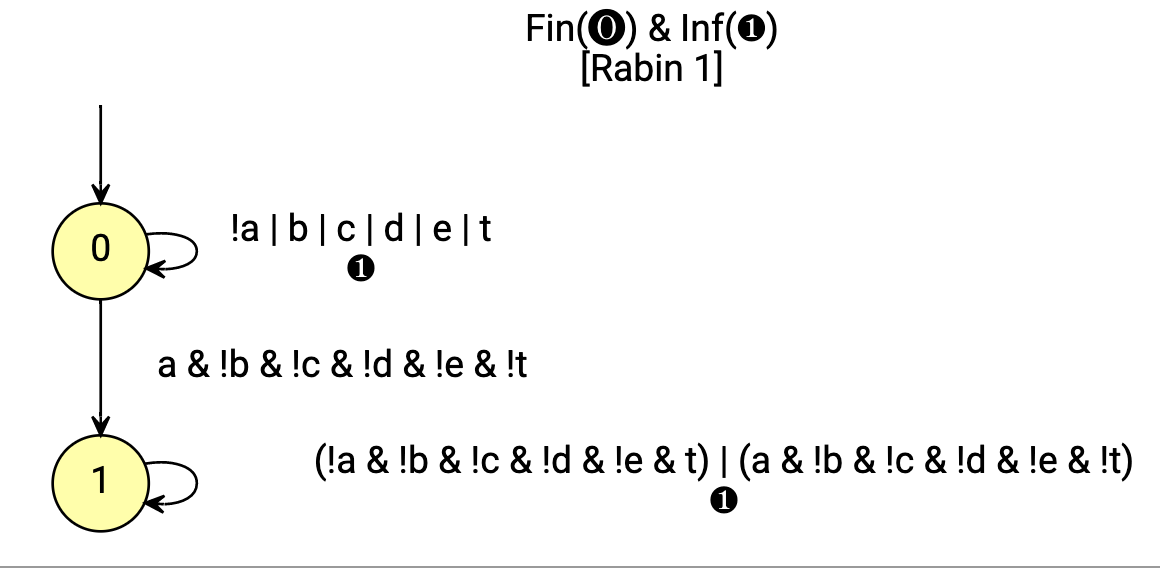 Fin(⓿) & Inf(❶)
[Rabin 1]
0
!a | b | c | d | e | t
❶
a & !b & !c & !d & !e & !t
1
(!a & !b & !c & !d & !e & t) | (a & !b & !c & !d & !e & !t)
❶